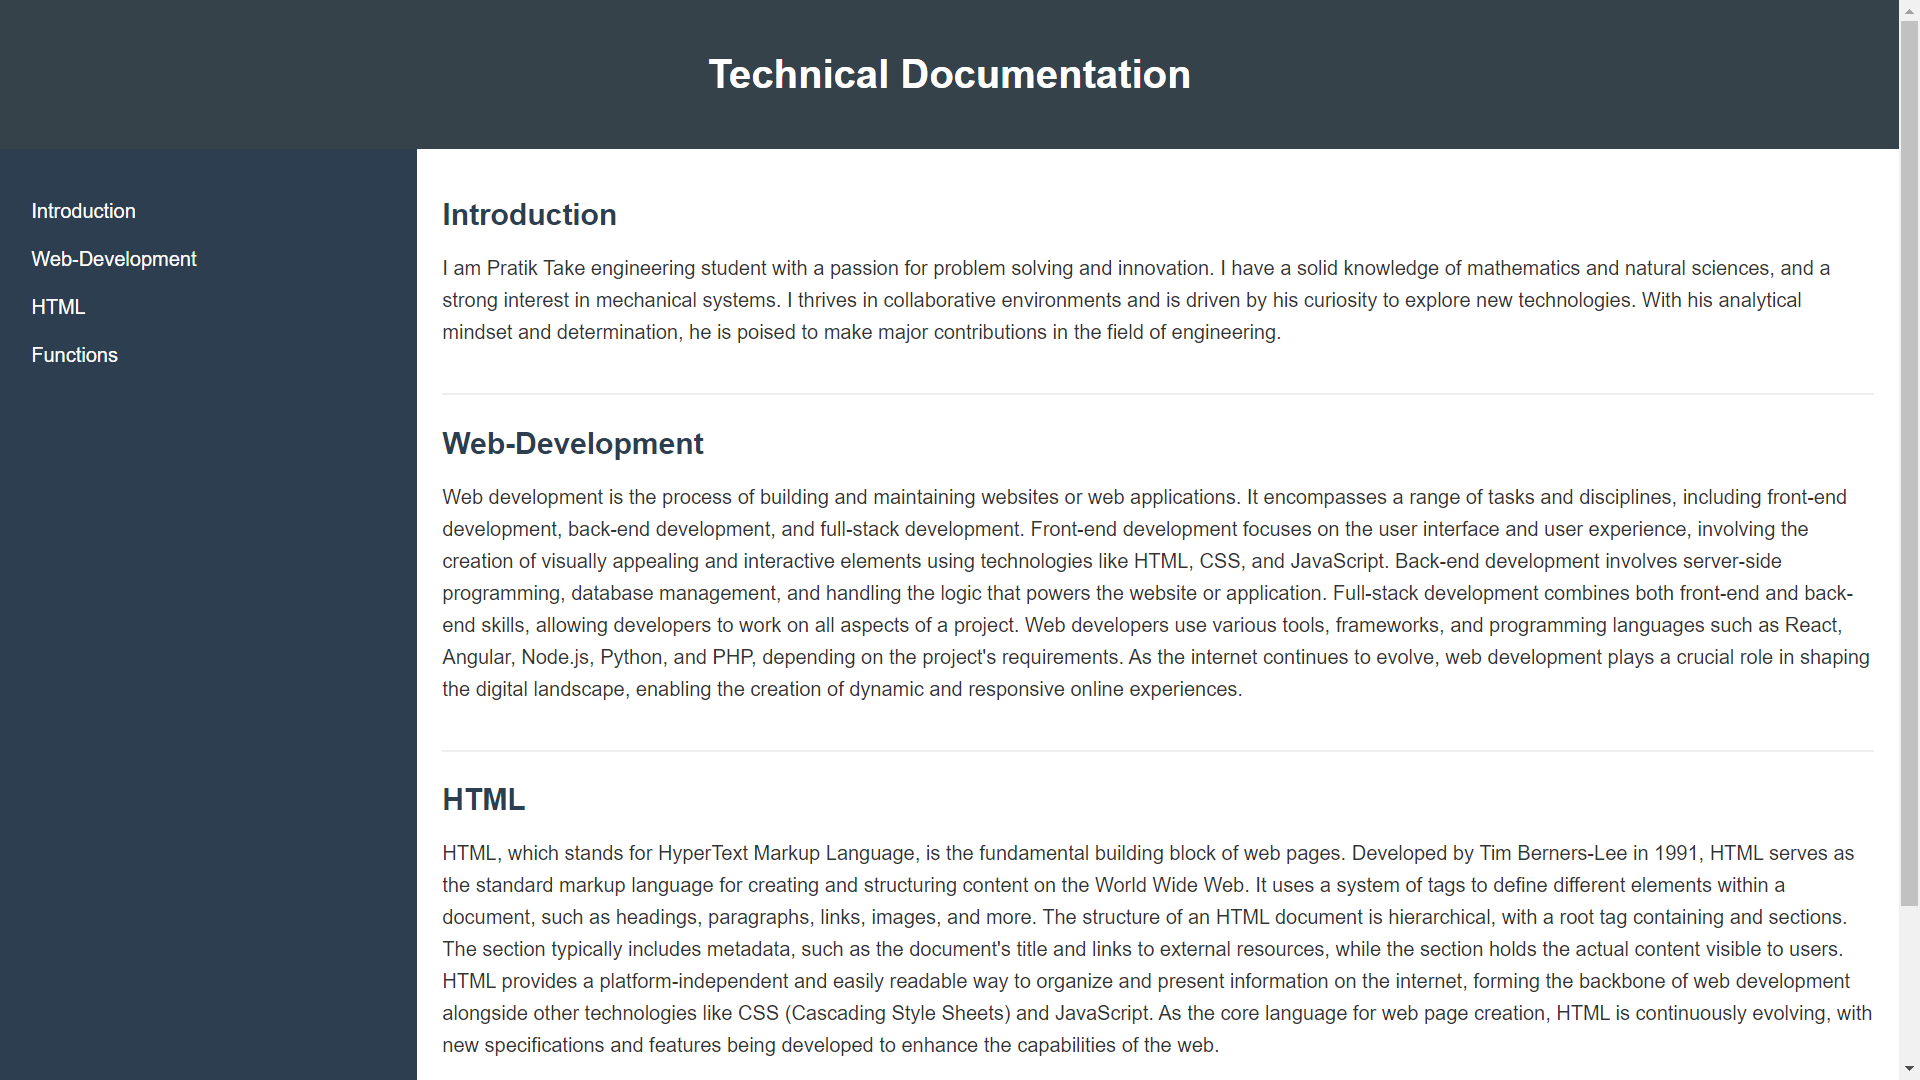 Technical Documentation
Introduction
Web-Development
HTML
Functions
Introduction
I am Pratik Take engineering student with a passion for problem solving and innovation. I have a solid knowledge of mathematics and natural sciences, and a
strong interest in mechanical systems. I thrives in collaborative environments and is driven by his curiosity to explore new technologies. With his analytical
mindset and determination, he is poised to make major contributions in the field of engineering.
Web-Development
Web development is the process of building and maintaining websites or web applications. It encompasses a range of tasks and disciplines, including front-end
development, back-end development, and full-stack development. Front-end development focuses on the user interface and user experience, involving the
creation of visually appealing and interactive elements using technologies like HTML, CSS, and JavaScript. Back-end development involves server-side
programming, database management, and handling the logic that powers the website or application. Full-stack development combines both front-end and back-
end skills, allowing developers to work on all aspects of a project. Web developers use various tools, frameworks, and programming languages such as React,
Angular, Node.js, Python, and PHP, depending on the project's requirements. As the internet continues to evolve, web development plays a crucial role in shaping
the digital landscape, enabling the creation of dynamic and responsive online experiences.
HTML
HTML, which stands for HyperText Markup Language, is the fundamental building block of web pages. Developed by Tim Berners-Lee in 1991, HTML serves as
the standard markup language for creating and structuring content on the World Wide Web. It uses a system of tags to define different elements within a
document, such as headings, paragraphs, links, images, and more. The structure of an HTML document is hierarchical, with a root tag containing and sections.
The section typically includes metadata, such as the document's title and links to external resources, while the section holds the actual content visible to users.
HTML provides a platform-independent and easily readable way to organize and present information on the internet, forming the backbone of web development
alongside other technologies like CSS (Cascading Style Sheets) and JavaScript. As the core language for web page creation, HTML is continuously evolving, with
new specifications and features being developed to enhance the capabilities of the web.